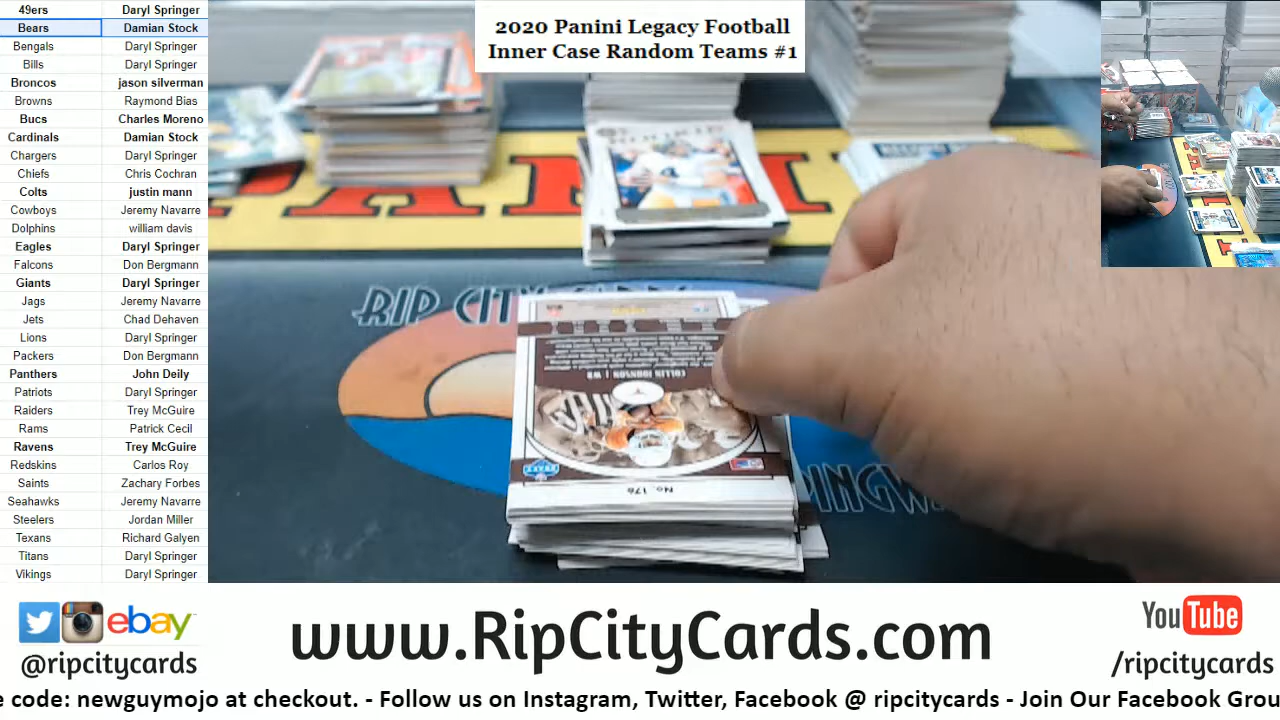 49ers Daryl Springer
Bears Damian Stock
Bengals Daryl Springer
Bills Daryl Springer
Broncos jason silverman
Browns Raymond Bias
Bucs Charles Moreno
Cardinals Damian Stock
Chargers Daryl Springer
Chiefs Chris Cochran
Colts justin mann
Cowboys Jeremy Navarre
Dolphins william davis
Eagles Daryl Springer
Falcons Don Bergmann
Giants Daryl Springer
Jags Jeremy Navarre
Jets Chad Dehaven
Lions Daryl Springer
Packers Don Bergmann
Panthers John Deily
Patriots Daryl Springer
Raiders Trey McGuire
Rams Patrick Cecil
Ravens Trey McGuire
Redskins Carlos Roy
Saints Zachary Forbes
Seahawks Jeremy Navarre
Steelers Jordan Miller
Texans Richard Galyen
Titans Daryl Springer
Vikings Daryl Springer
2020 Panini Legacy Football
Inner Case Random Teams #1
RIP CITY
COLLIN JOHNSON | WR
No. 176
ebay
@ripcitycards
www.RipCityCards.com
YouTube
/ripcitycards
e code: newguymojo at checkout. - Follow us on Instagram, Twitter, Facebook @ ripcitycards - Join Our Facebook Grou